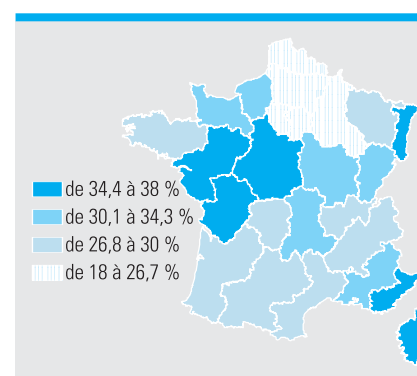 de 34,4 à 38 %
de 30,1 à 34,3 %
de 26,8 à 30 %
de 18 à 26,7 %